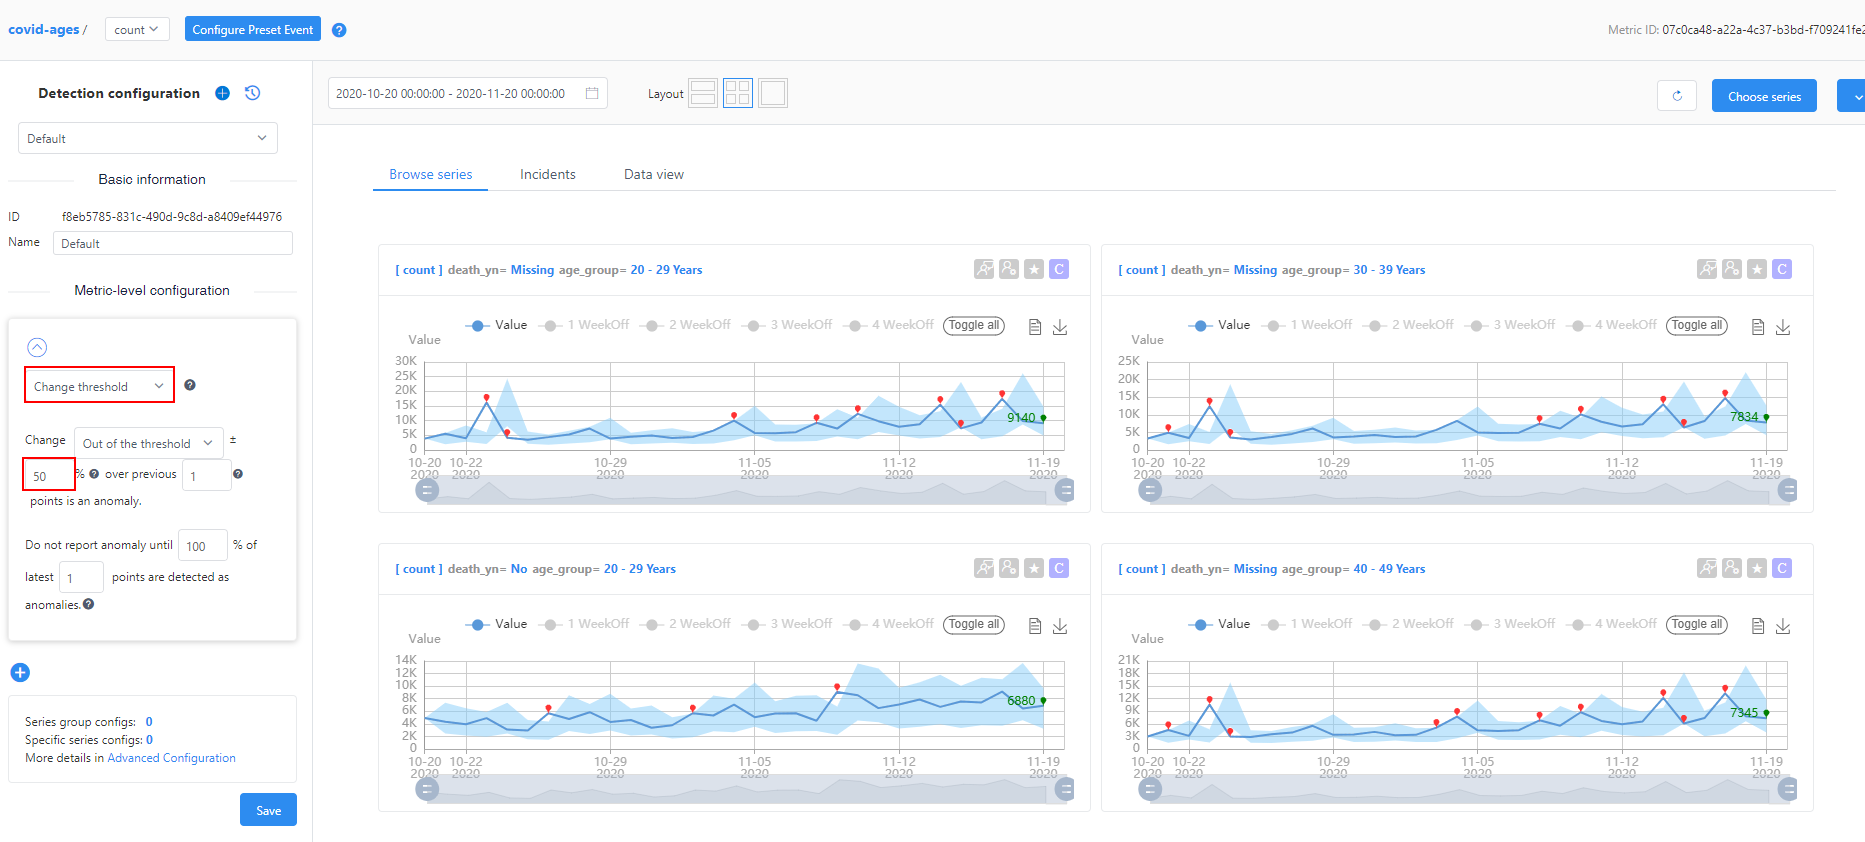 covid-ages / count Configure Preset Event ?
Metric ID: 07c0ca48-a22a-4c37-b3bd-f709241fe2
Detection configuration
Default
Basic information
ID f8eb5785-831c-490d-9c8d-a8409ef44976
Name Default
Metric-level configuration
Change threshold ?
Change Out of the threshold ±
50 % ? over previous 1 ?
points is an anomaly.
Do not report anomaly until 100 % of
latest 1 points are detected as
anomalies. ?
Series group configs: 0
Specific series configs: 0
More details in Advanced Configuration
Save
2020-10-20 00:00:00 - 2020-11-20 00:00:00 Layout Choose series
Browse series Incidents Data view
[ count ] death_yn= Missing age_group= 20 - 29 Years C
Value 1 WeekOff 2 WeekOff 3 WeekOff 4 WeekOff Toggle all
Value
30K
25K
20K
15K
10K
5K
0
9140
10-20 10-22 10-29 11-05 11-12 11-19
2020 2020 2020 2020 2020 2020
[ count ] death_yn= Missing age_group= 30 - 39 Years C
Value 1 WeekOff 2 WeekOff 3 WeekOff 4 WeekOff Toggle all
Value
25K
20K
15K
10K
5K
0
7834
10-20 10-22 10-29 11-05 11-12 11-19
2020 2020 2020 2020 2020 2020
[ count ] death_yn= No age_group= 20 - 29 Years C
Value 1 WeekOff 2 WeekOff 3 WeekOff 4 WeekOff Toggle all
Value
14K
12K
10K
8K
6K
4K
2K
0
6880
10-20 10-22 10-29 11-05 11-12 11-19
2020 2020 2020 2020 2020 2020
[ count ] death_yn= Missing age_group= 40 - 49 Years C
Value 1 WeekOff 2 WeekOff 3 WeekOff 4 WeekOff Toggle all
Value
21K
18K
15K
12K
9K
6K
3K
0
7345
10-20 10-22 10-29 11-05 11-12 11-19
2020 2020 2020 2020 2020 2020